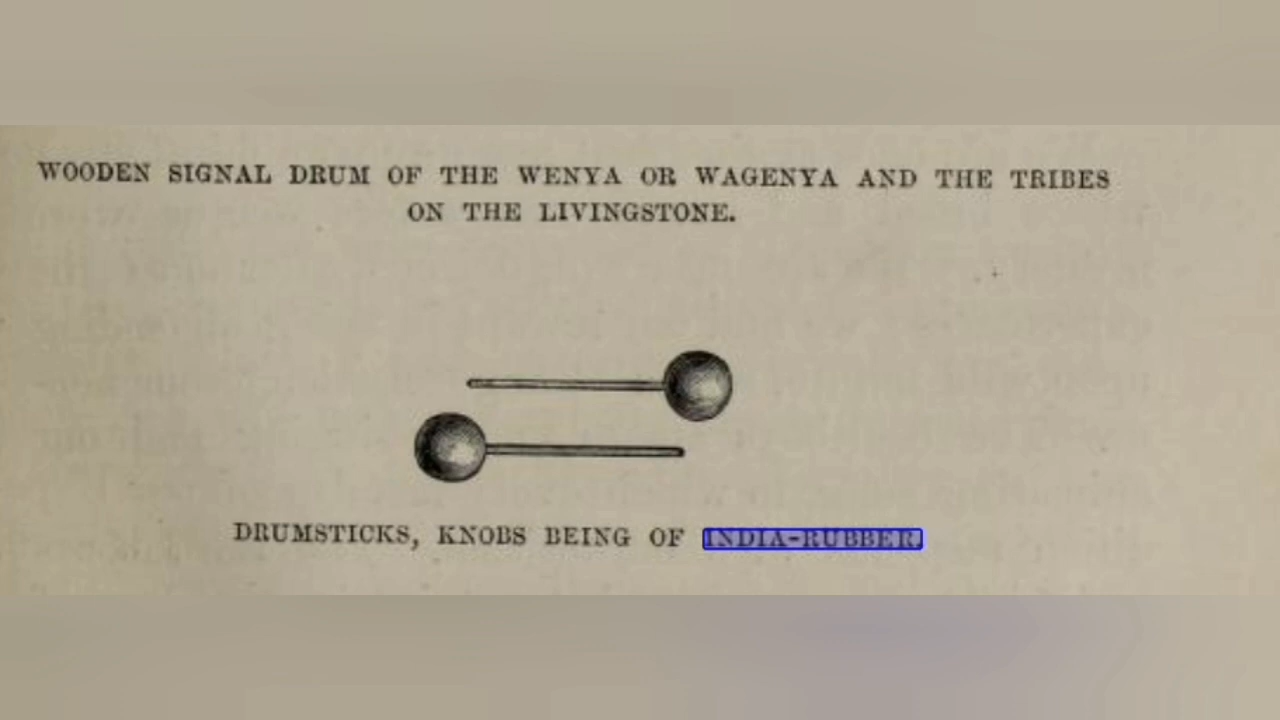 WOODEN SIGNAL DRUM OF THE WENYA OR WAGENYA AND THE TRIBES
ON THE LIVINGSTONE.
DRUMSTICKS, KNOBS BEING OF INDIA-RUBBER.